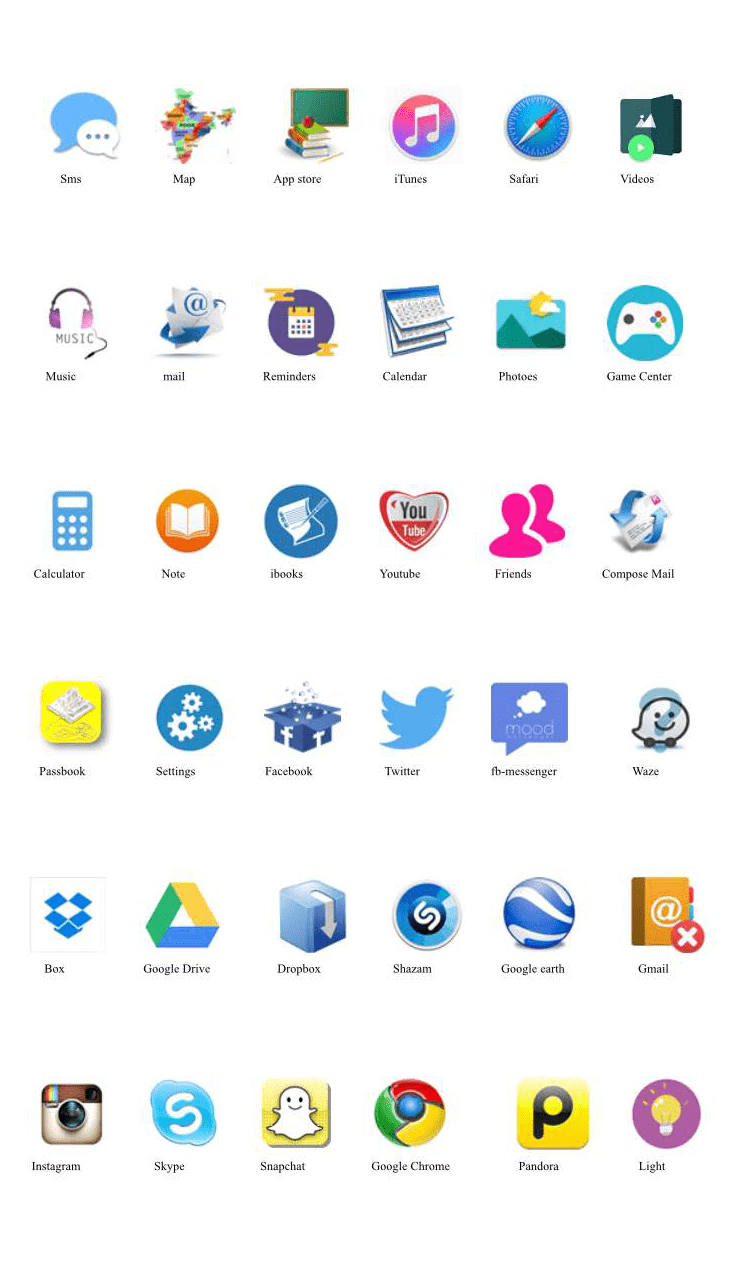 Sms Map App store iTunes Safari Videos
MUSIC
Music mail Reminders Calendar Photoes Game Center
You
Tube
Calculator Note ibooks Youtube Friends Compose Mail
mood
Passbook Settings Facebook Twitter fb-messenger Waze
Box Google Drive Dropbox Shazam Google earth Gmail
Instagram Skype Snapchat Google Chrome Pandora Light